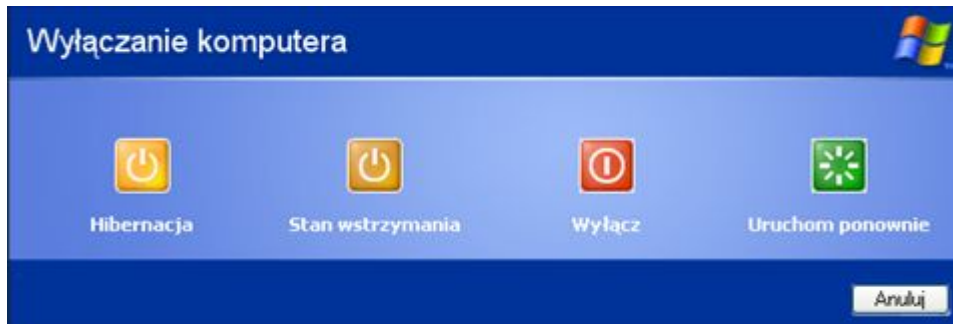 Wyłączanie komputera
Hibernacja
Stan wstrzymania
Wyłącz
Uruchom ponownie
Anuluj